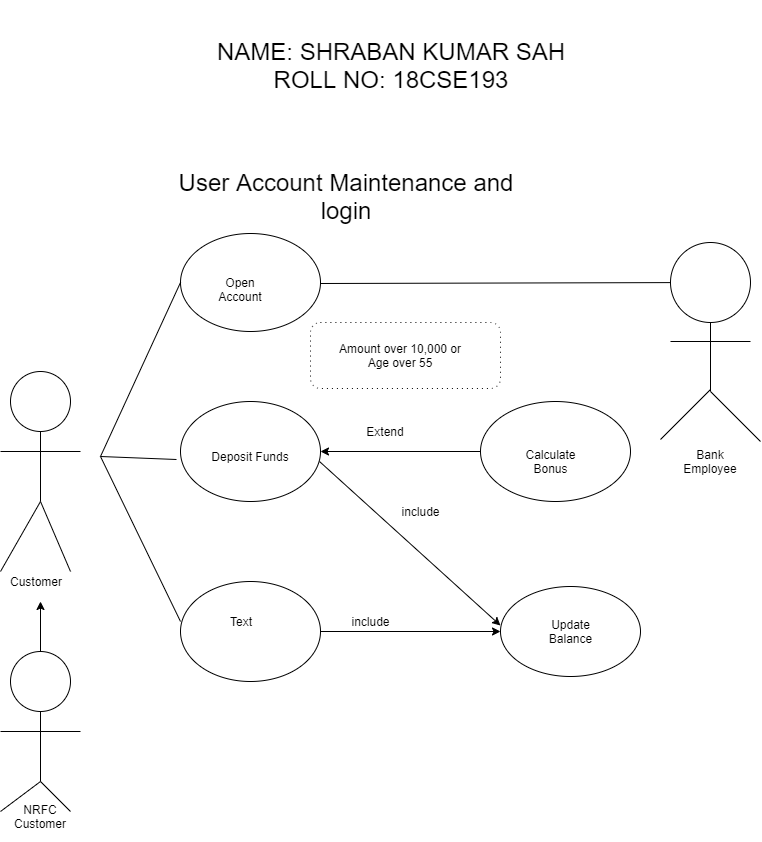 NAME: SHRABAN KUMAR SAH
ROLL NO: 18CSE193
User Account Maintenance and
login
Open
Account
Amount over 10,000 or
Age over 55
Extend
Deposit Funds
Calculate
Bonus
Bank
Employee
include
Customer
Text
include
Update
Balance
NRFC
Customer